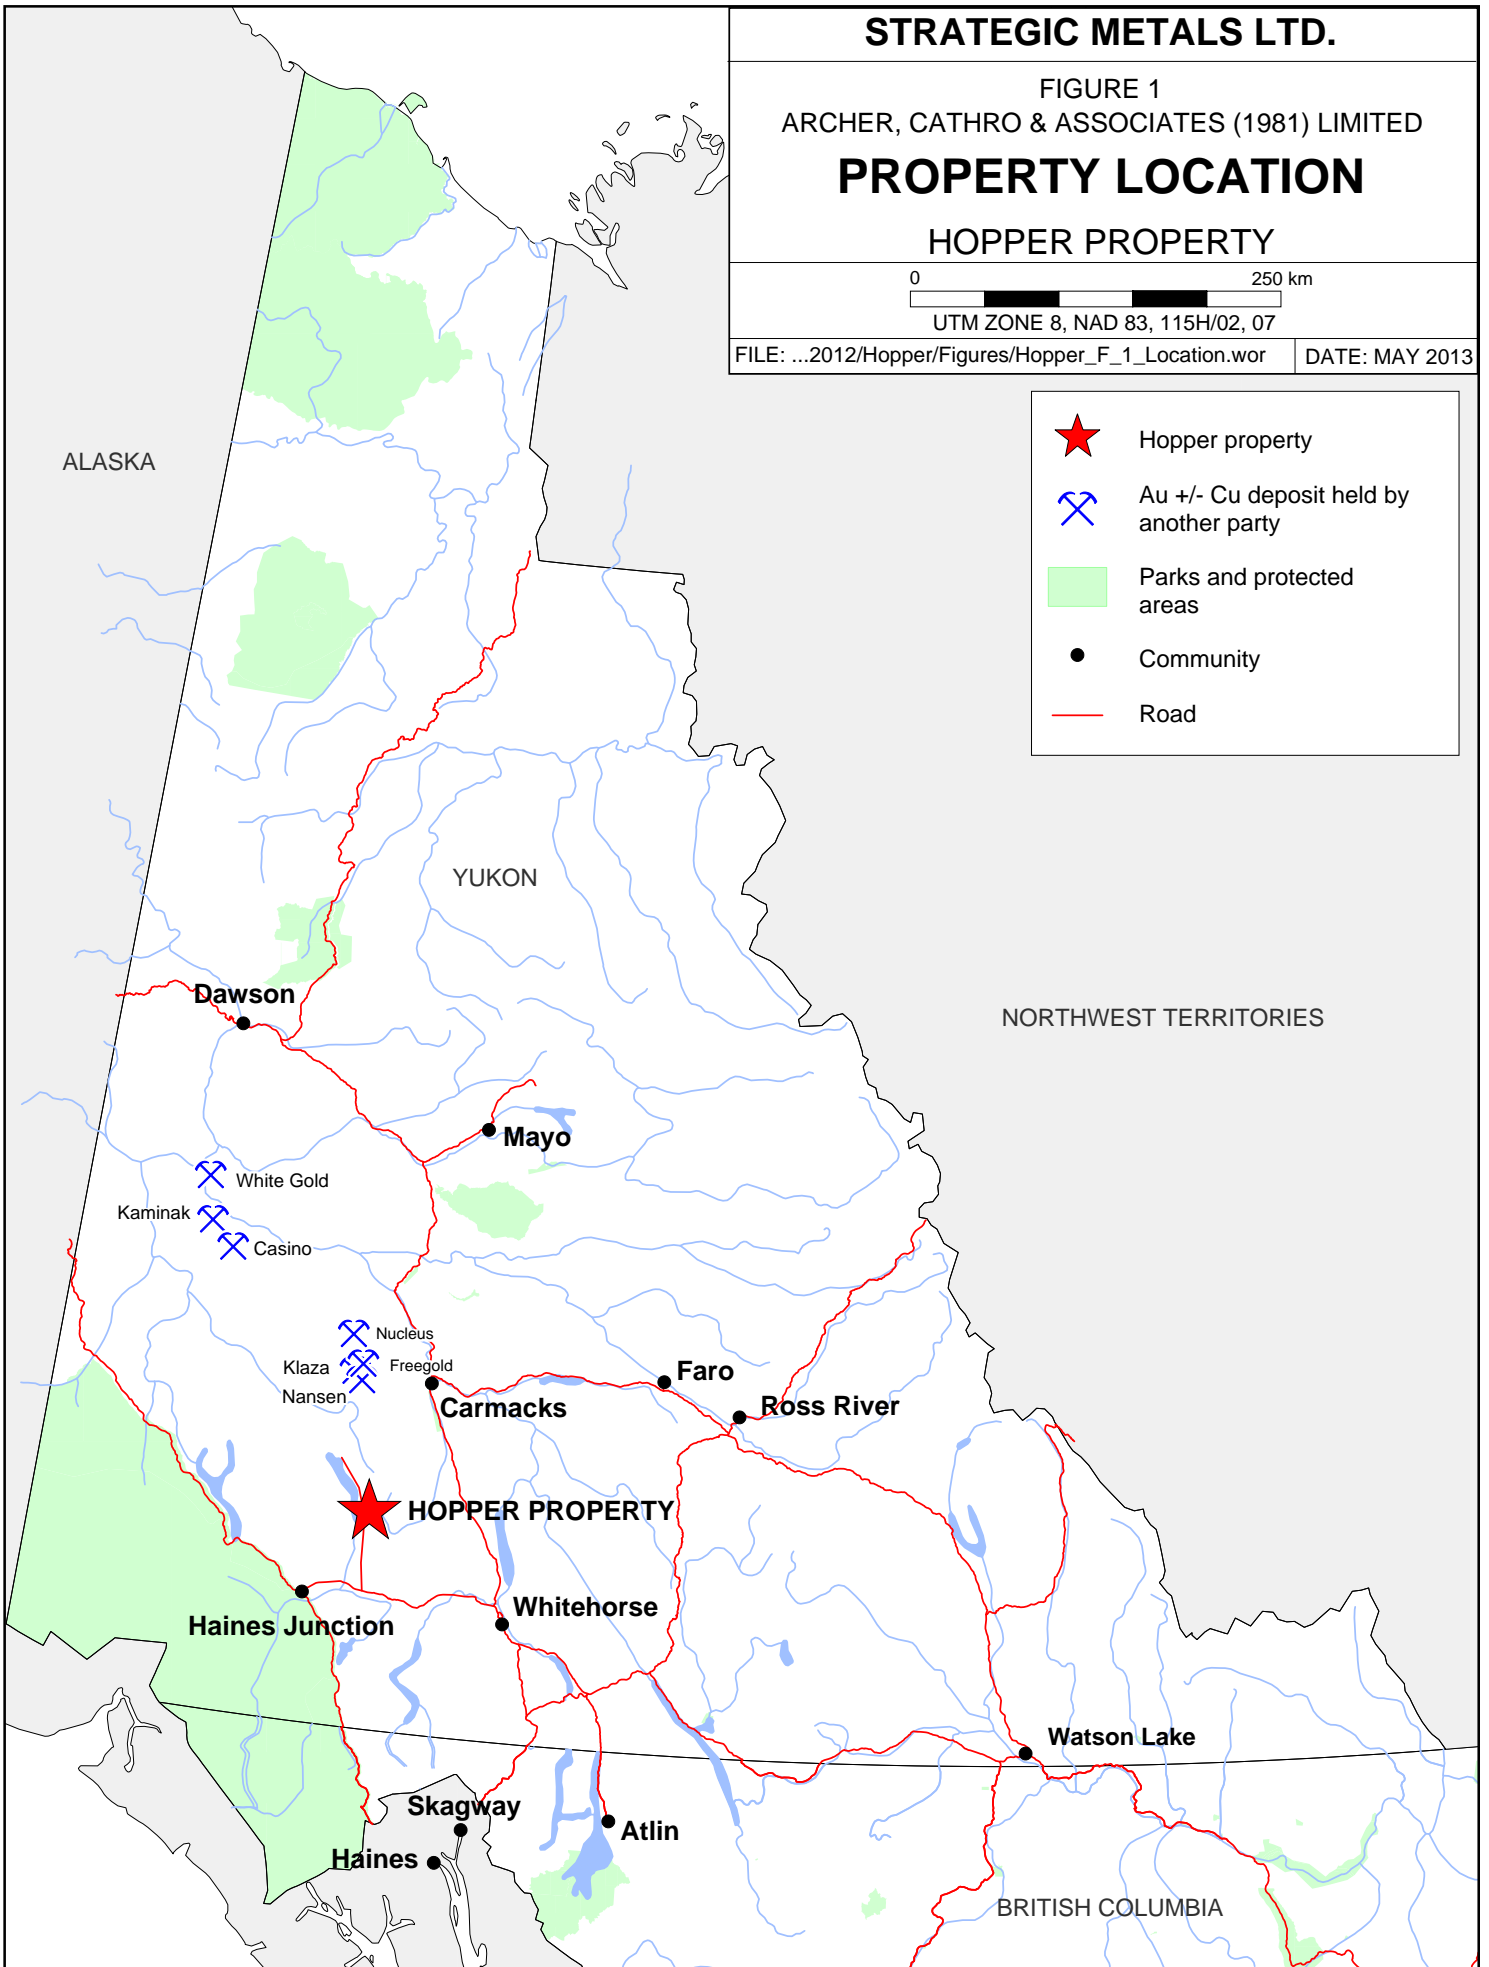 STRATEGIC METALS LTD.
FIGURE 1
ARCHER, CATHRO & ASSOCIATES (1981) LIMITED
PROPERTY LOCATION
HOPPER PROPERTY
0 250 km
UTM ZONE 8, NAD 83, 115H/02, 07
FILE: ...2012/Hopper/Figures/Hopper_F_1_Location.wor
DATE: MAY 2013
Hopper property
Au +/- Cu deposit held by
another party
Parks and protected
areas
Community
Road
ALASKA
YUKON
Dawson
NORTHWEST TERRITORIES
Mayo
White Gold
Kaminak
Casino
Nucleus
Klaza
Freegold
Nansen
Carmacks
Faro
Ross River
HOPPER PROPERTY
Haines Junction
Whitehorse
Watson Lake
Skagway
Atlin
Haines
BRITISH COLUMBIA